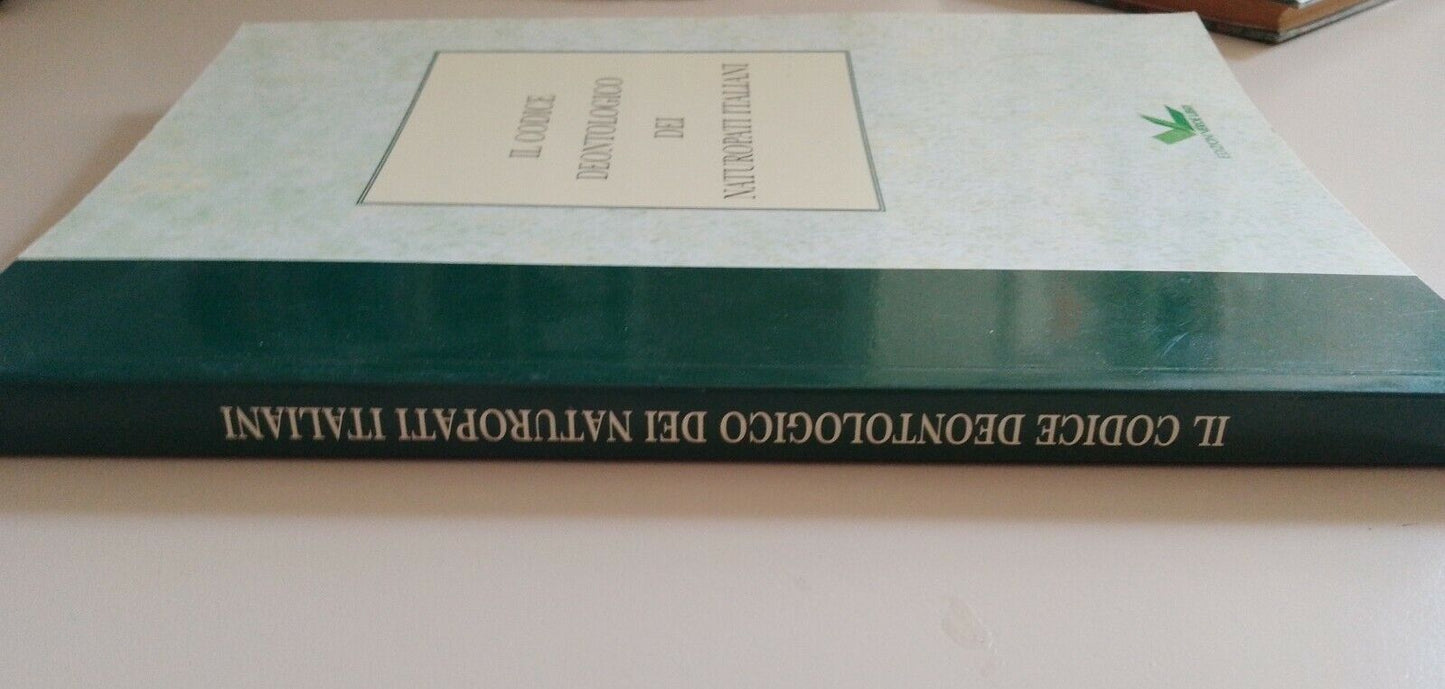 IL CODICE
DEONTOLOGICO
DEI
NATUROPATI ITALIANI
IL CODICE DEONTOLOGICO DEI NATUROPATI ITALIANI